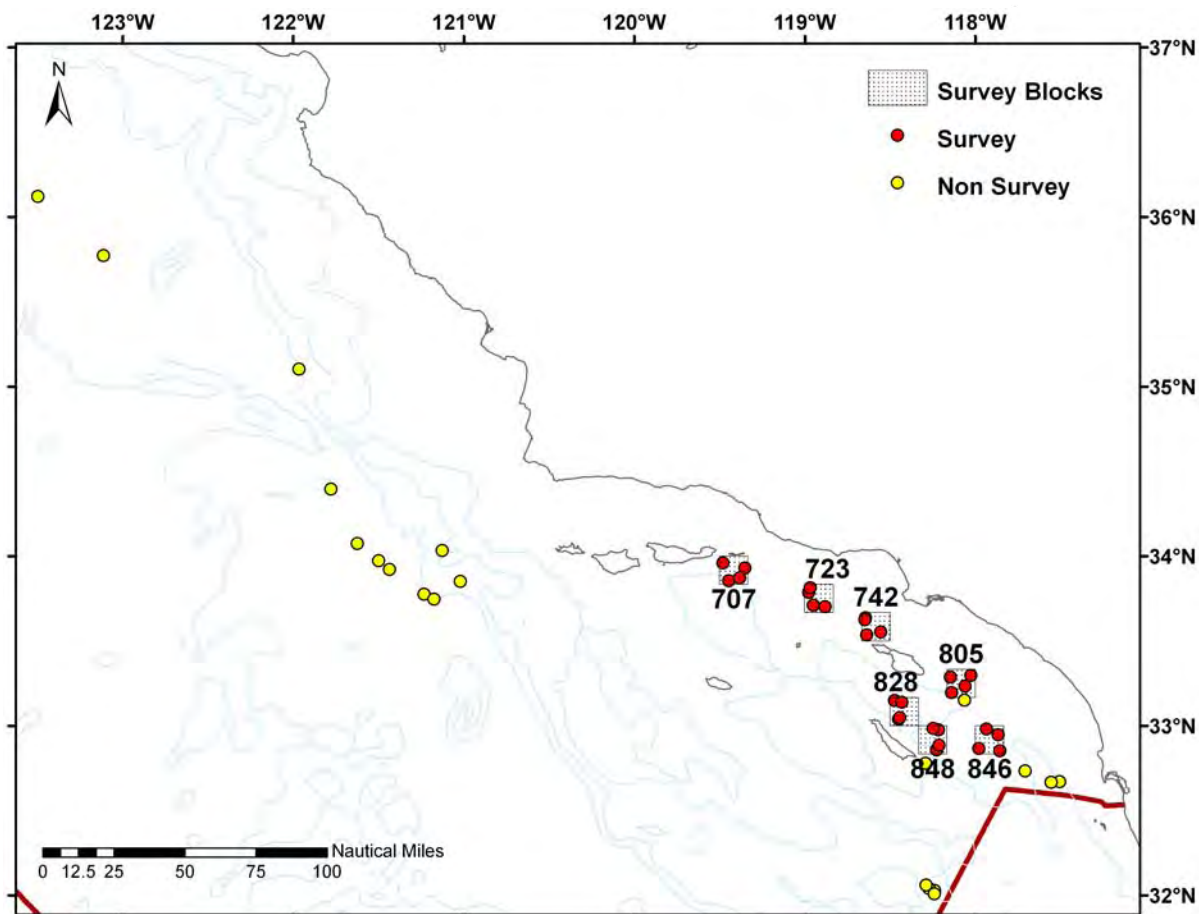 123°W 122°W 121°W 120°W 119°W 118°W
37°N
N
Survey Blocks
Survey
Non Survey
36°N
35°N
34°N
723
707
742
805
828
33°N
848 846
Nautical Miles
0 12.5 25 50 75 100
32°N